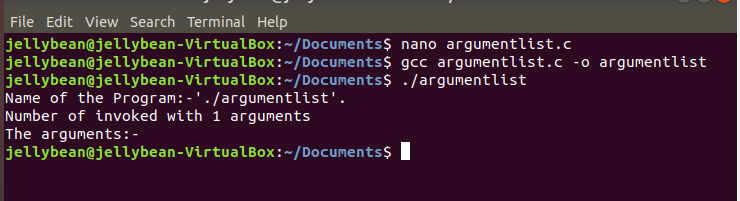 File Edit View Search Terminal Help
jellybean@jellybean-VirtualBox:~/Documents$ nano argumentlist.c
jellybean@jellybean-VirtualBox:~/Documents$ gcc argumentlist.c -o argumentlist
jellybean@jellybean-VirtualBox:~/Documents$ ./argumentlist
Name of the Program:-'./argumentlist'.
Number of invoked with 1 arguments
The arguments:-
jellybean@jellybean-VirtualBox:~/Documents$